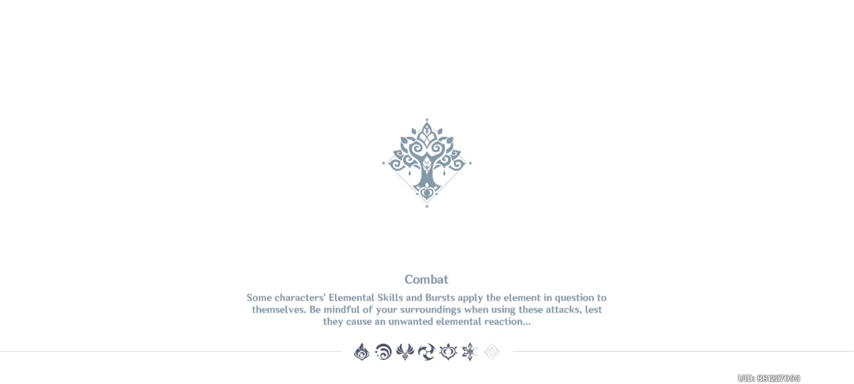 Combat
Some characters' Elemental Skills and Bursts apply the element in question to
themselves. Be mindful of your surroundings when using these attacks, lest
they cause an unwanted elemental reaction...
UID: